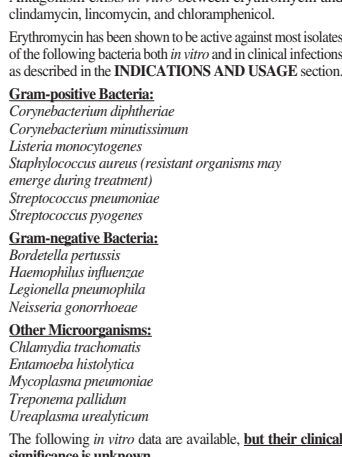 Antagonism exists in vitro between erythromycin and
clindamycin, lincomycin, and chloramphenicol.
Erythromycin has been shown to be active against most isolates
of the following bacteria both in vitro and in clinical infections
as described in the INDICATIONS AND USAGE section.
Gram-positive Bacteria:
Corynebacterium diphtheriae
Corynebacterium minutissimum
Listeria monocytogenes
Staphylococcus aureus (resistant organisms may
emerge during treatment)
Streptococcus pneumoniae
Streptococcus pyogenes
Gram-negative Bacteria:
Bordetella pertussis
Haemophilus influenzae
Legionella pneumophila
Neisseria gonorrhoeae
Other Microorganisms:
Chlamydia trachomatis
Entamoeba histolytica
Mycoplasma pneumoniae
Treponema pallidum
Ureaplasma urealyticum
The following in vitro data are available, but their clinical
significance is unknown.